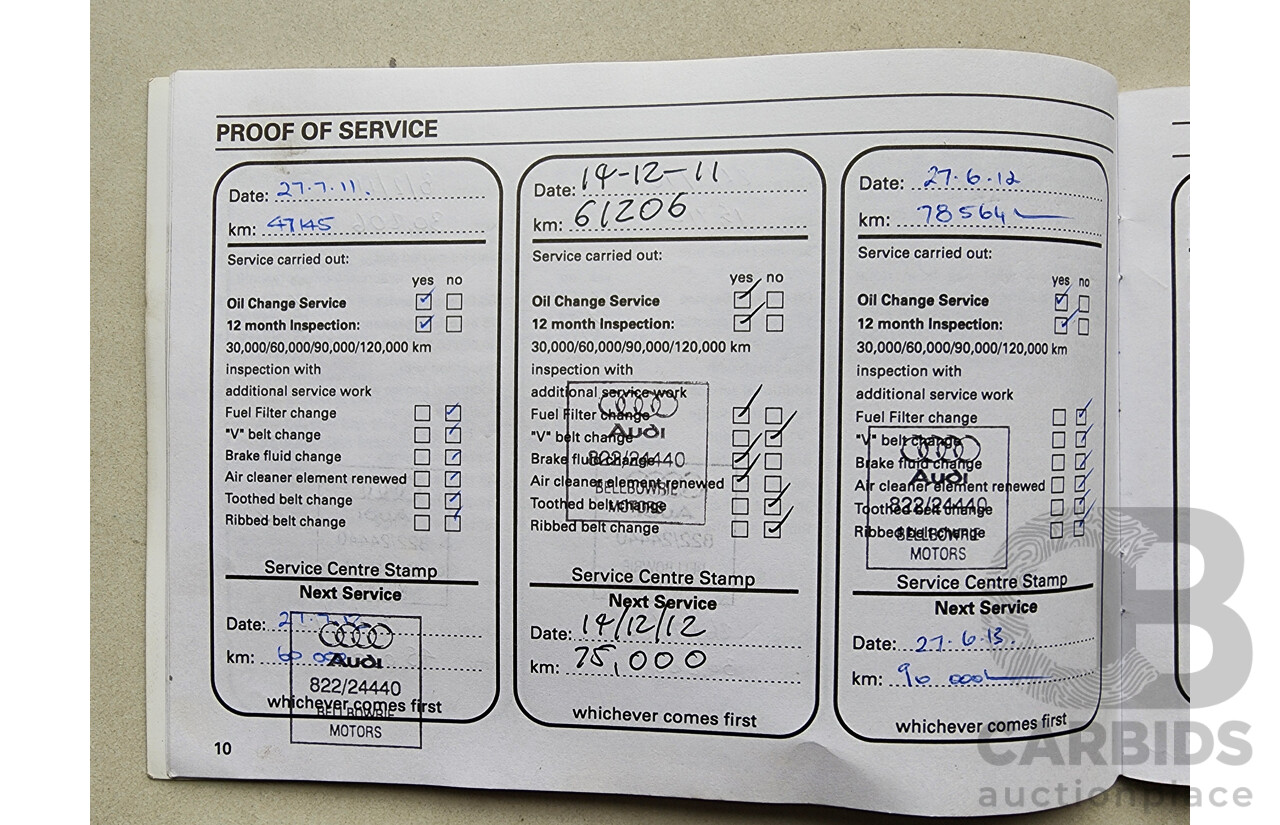 PROOF OF SERVICE
Date: 27.7.11.
km: 47145
Service carried out:
yes no
Oil Change Service
12 month Inspection:
30,000/60,000/90,000/120,000 km
inspection with
additional service work
Fuel Filter change
"V" belt change
Brake fluid change
Air cleaner element renewed
Toothed belt change
Ribbed belt change
Service Centre Stamp
Next Service
Date: 27.7.12
km: 60 000
Audi
822/24440
whichever comes first
BELLBOWRIE
MOTORS
10
Date: 14-12-11
km: 61206
Service carried out:
yes no
Oil Change Service
12 month Inspection:
30,000/60,000/90,000/120,000 km
inspection with
additional service work
Fuel Filter change
Audi
"V" belt change
Brake fluid change
822/24440
Air cleaner element renewed
BELLBOWRIE
Toothed belt change
MOTORS
Ribbed belt change
Service Centre Stamp
Next Service
Date: 14/12/12
km: 75,000
whichever comes first
Date: 27.6.12
km: 78564
Service carried out:
yes no
Oil Change Service
12 month Inspection:
30,000/60,000/90,000/120,000 km
inspection with
additional service work
Fuel Filter change
"V" belt change
Brake fluid change
Audi
Air cleaner element renewed
822/24440
Toothed belt change
Ribbed belt change
BELLBOWRIE
MOTORS
Service Centre Stamp
Next Service
Date: 27.6.13.
km: 90 000
whichever comes first
CB
CARBIDS
auctionplace